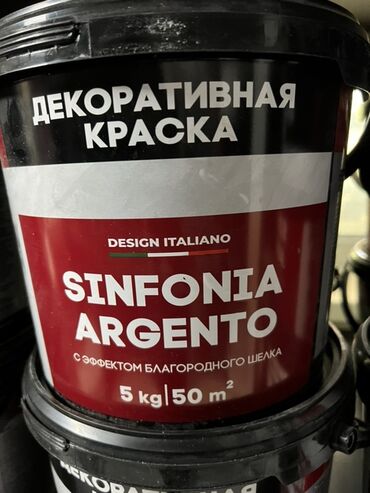 ДЕКОРАТИВНАЯ
КРАСКА
DESIGN ITALIANO
SINFONIA
ARGENTO
С ЭФФЕКТОМ БЛАГОРОДНОГО ШЕЛКА
5 kg | 50 m²
ДЕКОРАТИВНАЯ